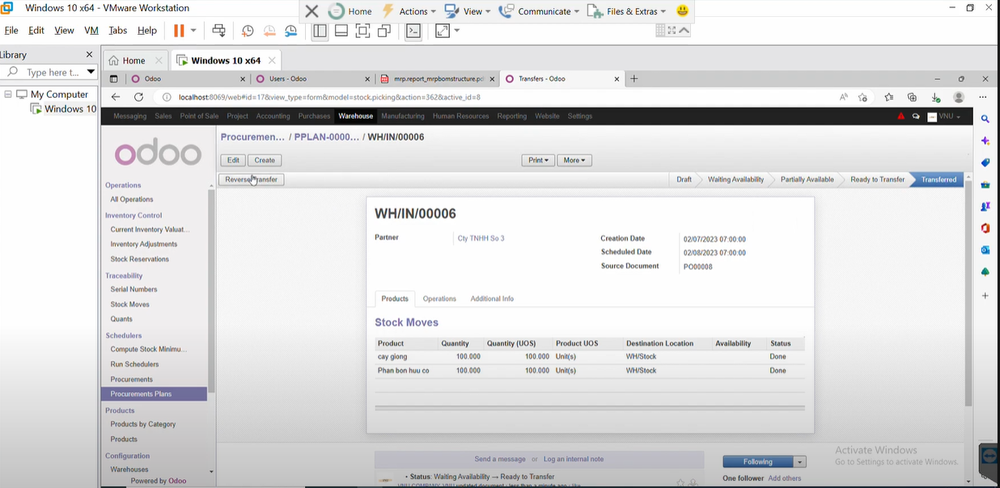 Windows 10 x64 - VMware Workstation
Home Actions View Communicate Files & Extras
File Edit View VM Tabs Help
Library
Type here t...
My Computer
Windows 10
Home Windows 10 x64
Odoo Users - Odoo mrp.report_mrpbomstructure.pd Transfers - Odoo
localhost:8069/web#id=17&view_type=form&model=stock.picking&action=362&active_id=8
Messaging Sales Point of Sale Project Accounting Purchases Warehouse Manufacturing Human Resources Reporting Website Settings VNU
odoo
Procuremen... / PPLAN-0000... / WH/IN/00006
Edit Create Print More
Reverse Transfer
Draft Waiting Availability Partially Available Ready to Transfer Transferred
Operations
All Operations
Inventory Control
Current Inventory Valuat...
Inventory Adjustments
Stock Reservations
Traceability
Serial Numbers
Stock Moves
Quants
Schedulers
Compute Stock Minimu...
Run Schedulers
Procurements
Procurements Plans
Products
Products by Category
Products
Configuration
Warehouses
Powered by Odoo
WH/IN/00006
Partner Cty TNHH So 3
Creation Date 02/07/2023 07:00:00
Scheduled Date 02/08/2023 07:00:00
Source Document PO00008
Products Operations Additional Info
Stock Moves
Product Quantity Quantity (UOS) Product UOS Destination Location Availability Status
cay giong 100.000 100.000 Unit(s) WH/Stock Done
Phan bon huu co 100.000 100.000 Unit(s) WH/Stock Done
Send a message or Log an internal note
• Status: Waiting Availability → Ready to Transfer
VNU COMPANY, VNU updated document - less than a minute ago - like
Following
One follower Add others
Activate Windows
Go to Settings to activate Windows.